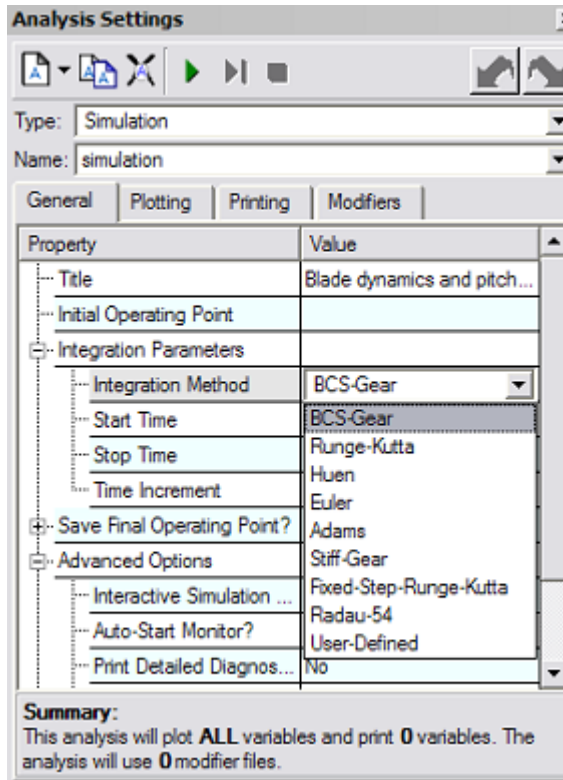 Analysis Settings
Type: Simulation
Name: simulation
General Plotting Printing Modifiers
Property Value
Title Blade dynamics and pitch...
Initial Operating Point
Integration Parameters
Integration Method BCS-Gear
Start Time BCS-Gear
Runge-Kutta
Stop Time Huen
Time Increment Euler
Save Final Operating Point? Adams
Advanced Options Stiff-Gear
Interactive Simulation ... Fixed-Step-Runge-Kutta
Auto-Start Monitor? Radau-54
User-Defined
Print Detailed Diagnos... No
Summary:
This analysis will plot ALL variables and print 0 variables. The
analysis will use 0 modifier files.